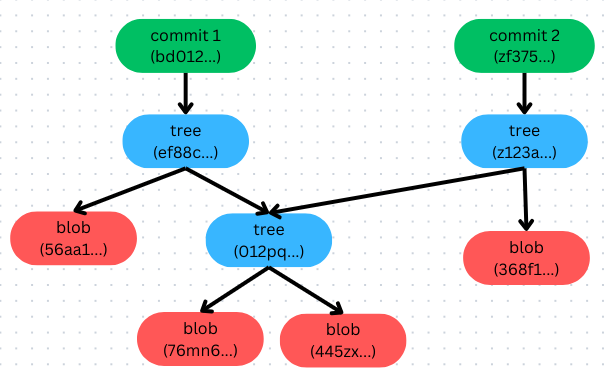 commit 1
(bd012...)
commit 2
(zf375...)
tree
(ef88c...)
tree
(z123a...)
blob
(56aa1...)
tree
(012pq...)
blob
(368f1...)
blob
(76mn6...)
blob
(445zx...)